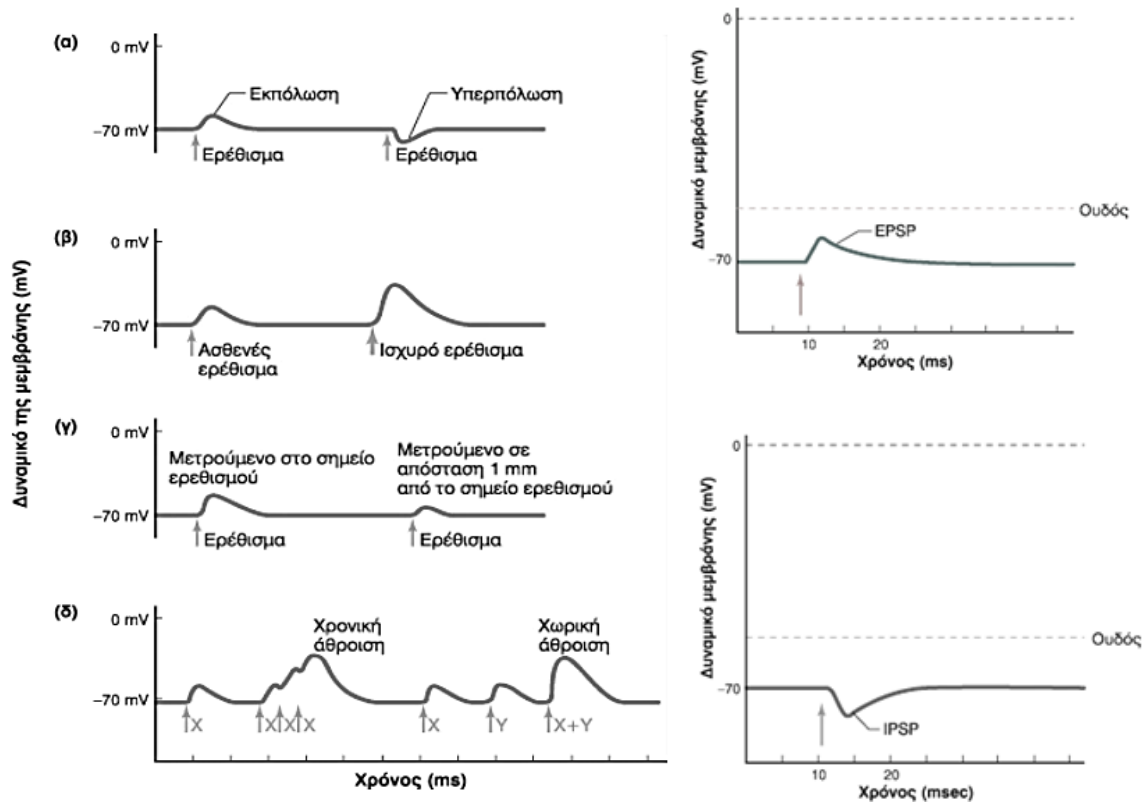 Δυναμικό της μεμβράνης (mV)
(α)
0 mV
Εκπόλωση
Υπερπόλωση
−70 mV
Ερέθισμα
Ερέθισμα
(β)
0 mV
−70 mV
Ασθενές
ερέθισμα
Ισχυρό ερέθισμα
(γ)
0 mV
Μετρούμενο στο σημείο
ερεθισμού
Μετρούμενο σε
απόσταση 1 mm
από το σημείο ερεθισμού
−70 mV
Ερέθισμα
Ερέθισμα
(δ)
0 mV
Χρονική
άθροιση
Χωρική
άθροιση
−70 mV
X
X X X
X
Y
X+Y
Χρόνος (ms)
Δυναμικό μεμβράνης (mV)
0
Ουδός
EPSP
−70
10 20
Χρόνος (ms)
Δυναμικό μεμβράνης (mV)
0
Ουδός
−70
IPSP
10 20
Χρόνος (msec)